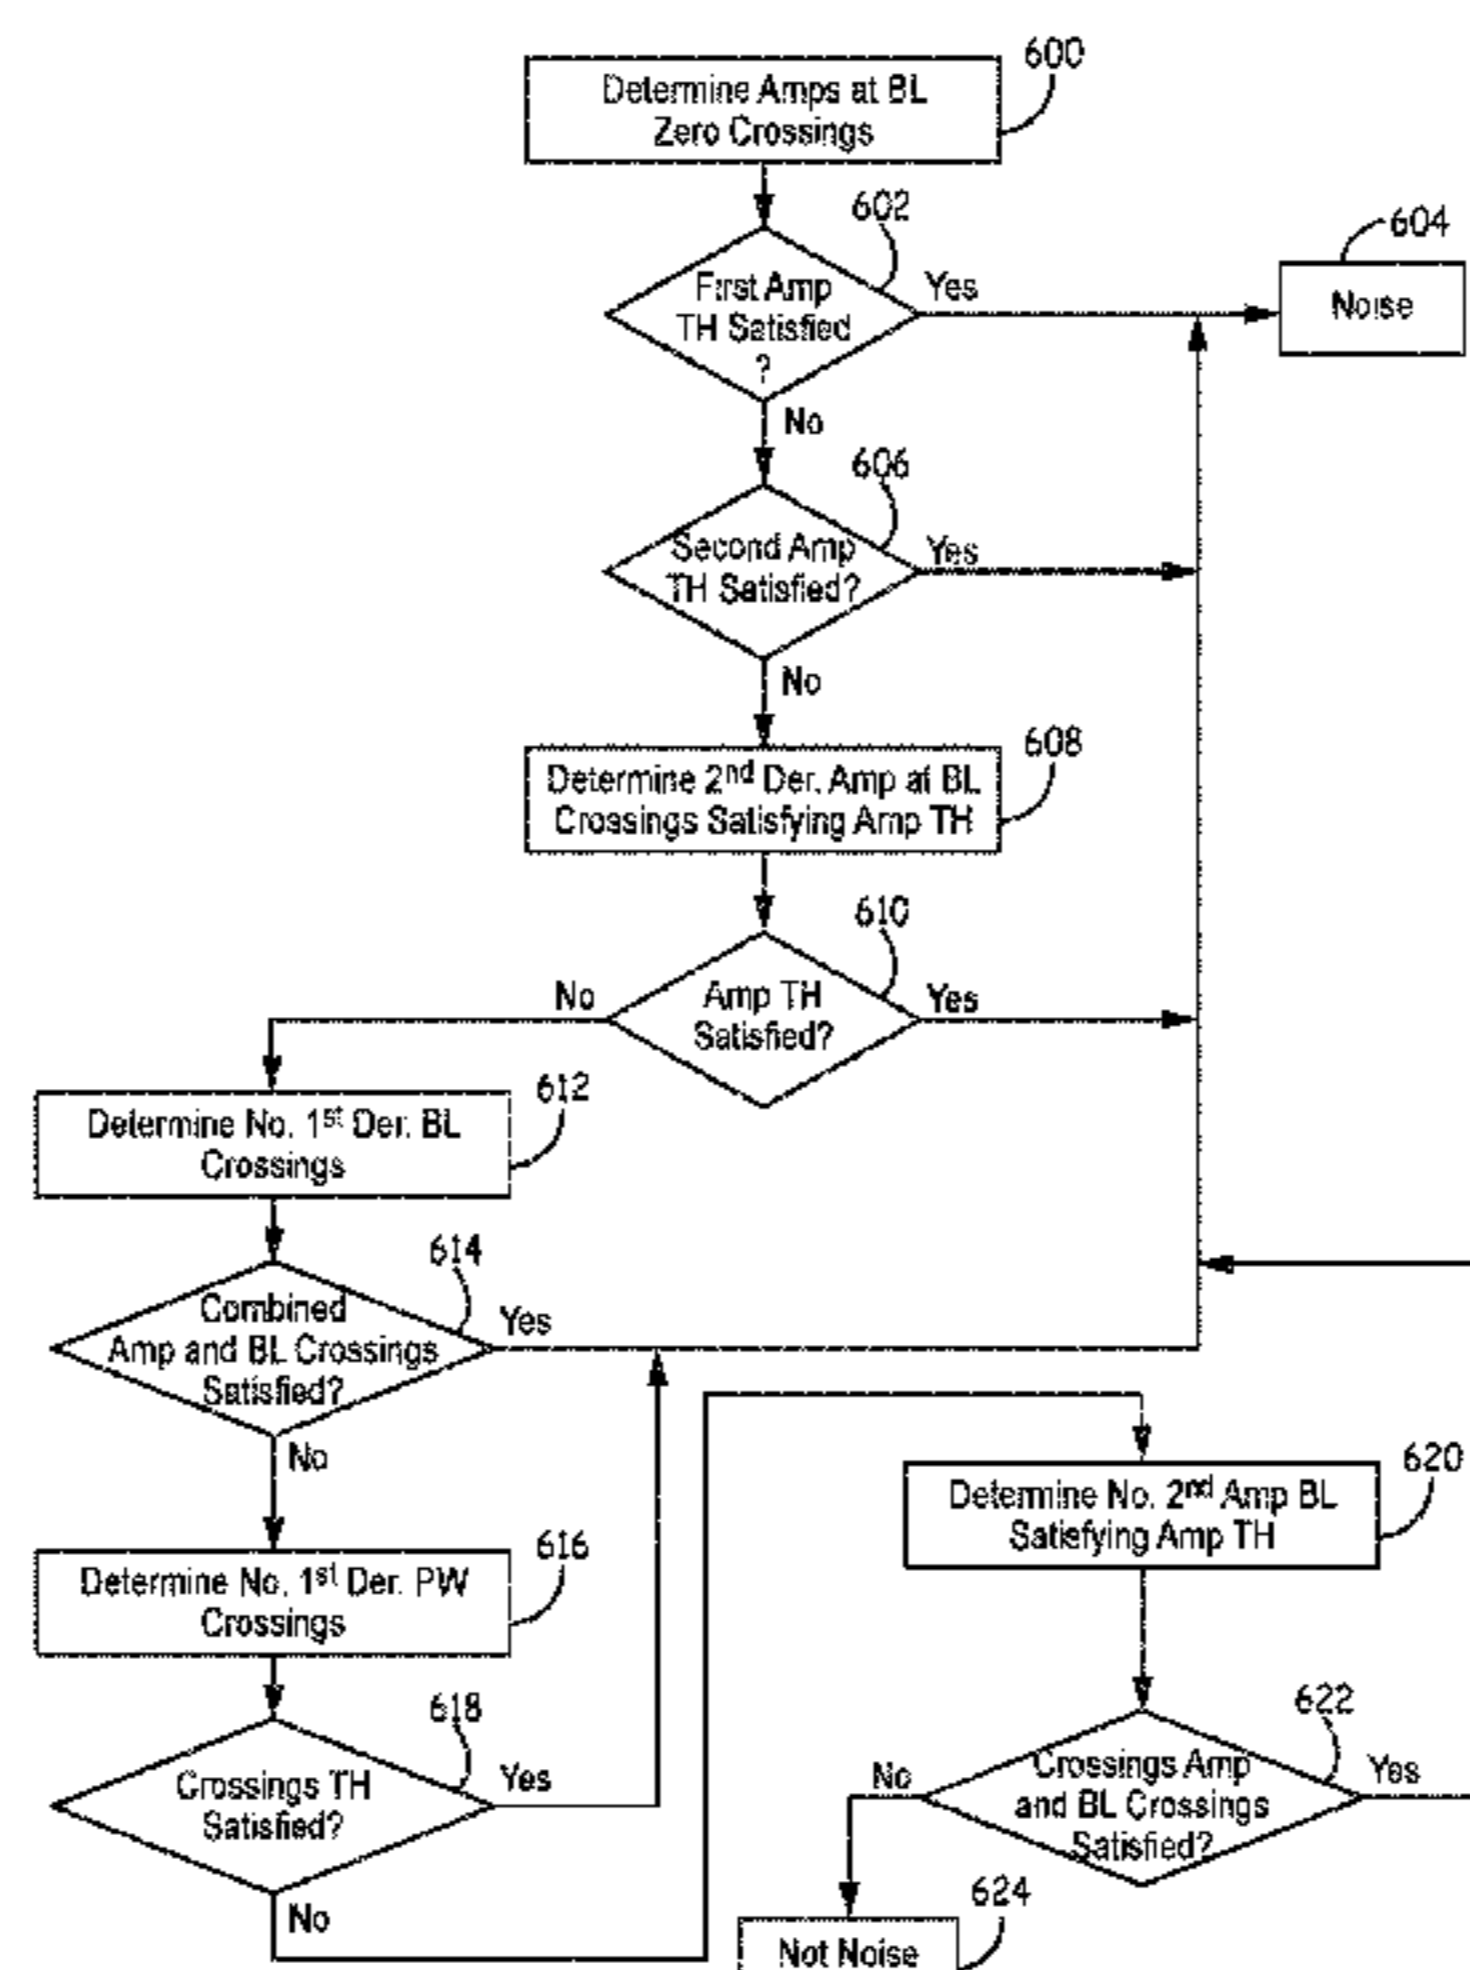 600
Determine Amps at BL
Zero Crossings
602
604
First Amp
TH Satisfied
?
Yes
Noise
No
606
Second Amp
TH Satisfied?
Yes
No
608
Determine 2nd Der. Amp at BL
Crossings Satisfying Amp TH
610
No
Amp TH
Satisfied?
Yes
612
Determine No. 1st Der. BL
Crossings
614
Combined
Amp and BL Crossings
Satisfied?
Yes
No
616
Determine No. 1st Der. PW
Crossings
618
Crossings TH
Satisfied?
Yes
No
620
Determine No. 2nd Amp BL
Satisfying Amp TH
622
No
Crossings Amp
and BL Crossings
Satisfied?
Yes
624
Not Noise